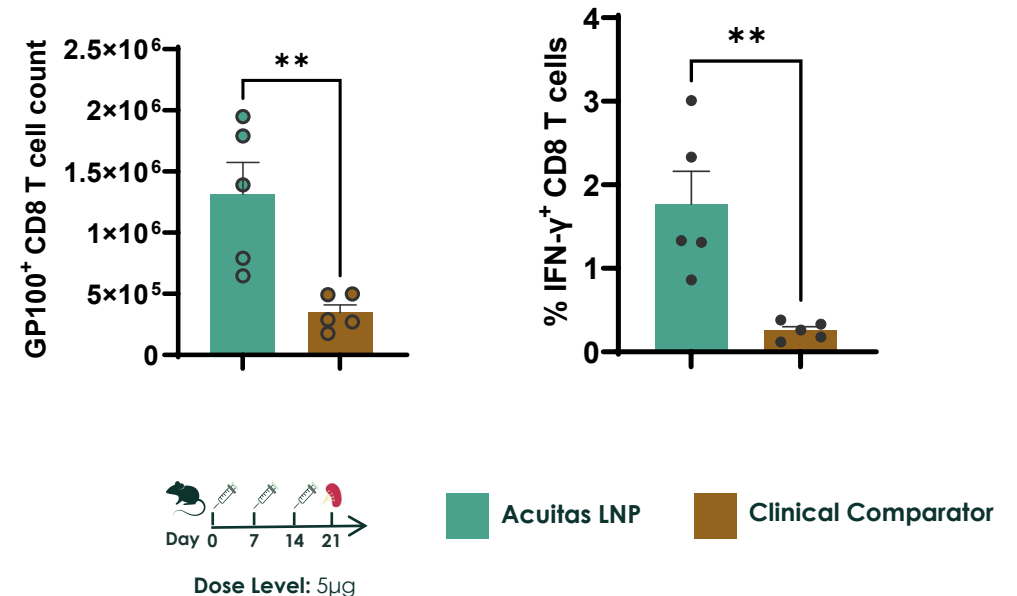 GP100⁺ CD8 T cell count
2.5×10⁶
2×10⁶
1.5×10⁶
1×10⁶
5×10⁵
0
**
% IFN-γ⁺ CD8 T cells
4
3
2
1
0
**
Day 0 7 14 21
Dose Level: 5µg
Acuitas LNP
Clinical Comparator